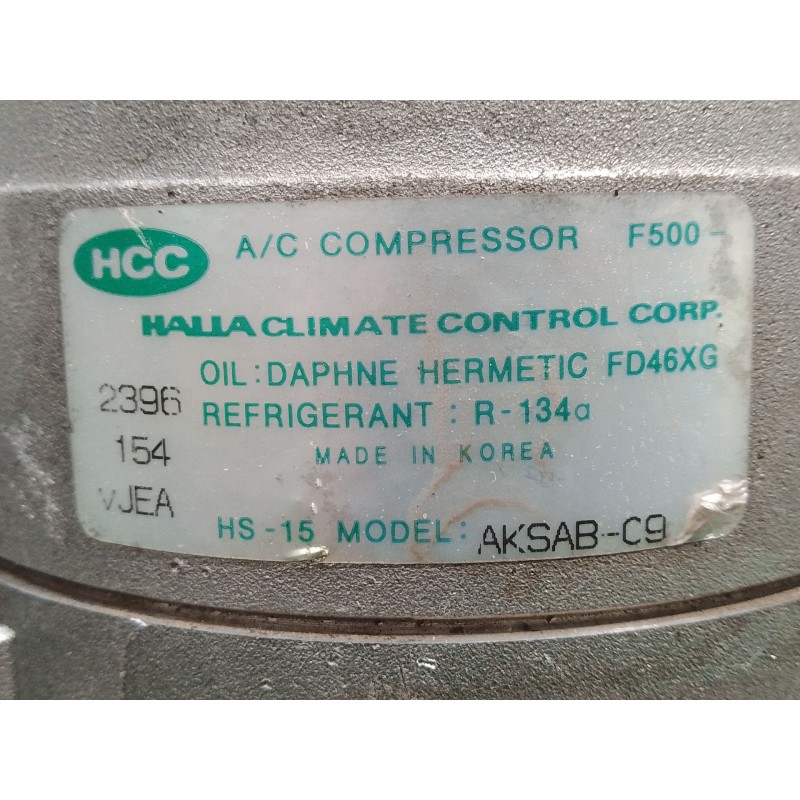 HCC A/C COMPRESSOR F500-
HALLA CLIMATE CONTROL CORP.
OIL: DAPHNE HERMETIC FD46XG
2396 REFRIGERANT : R-134a
154 MADE IN KOREA
VJEA
HS-15 MODEL: AKSAB-C9